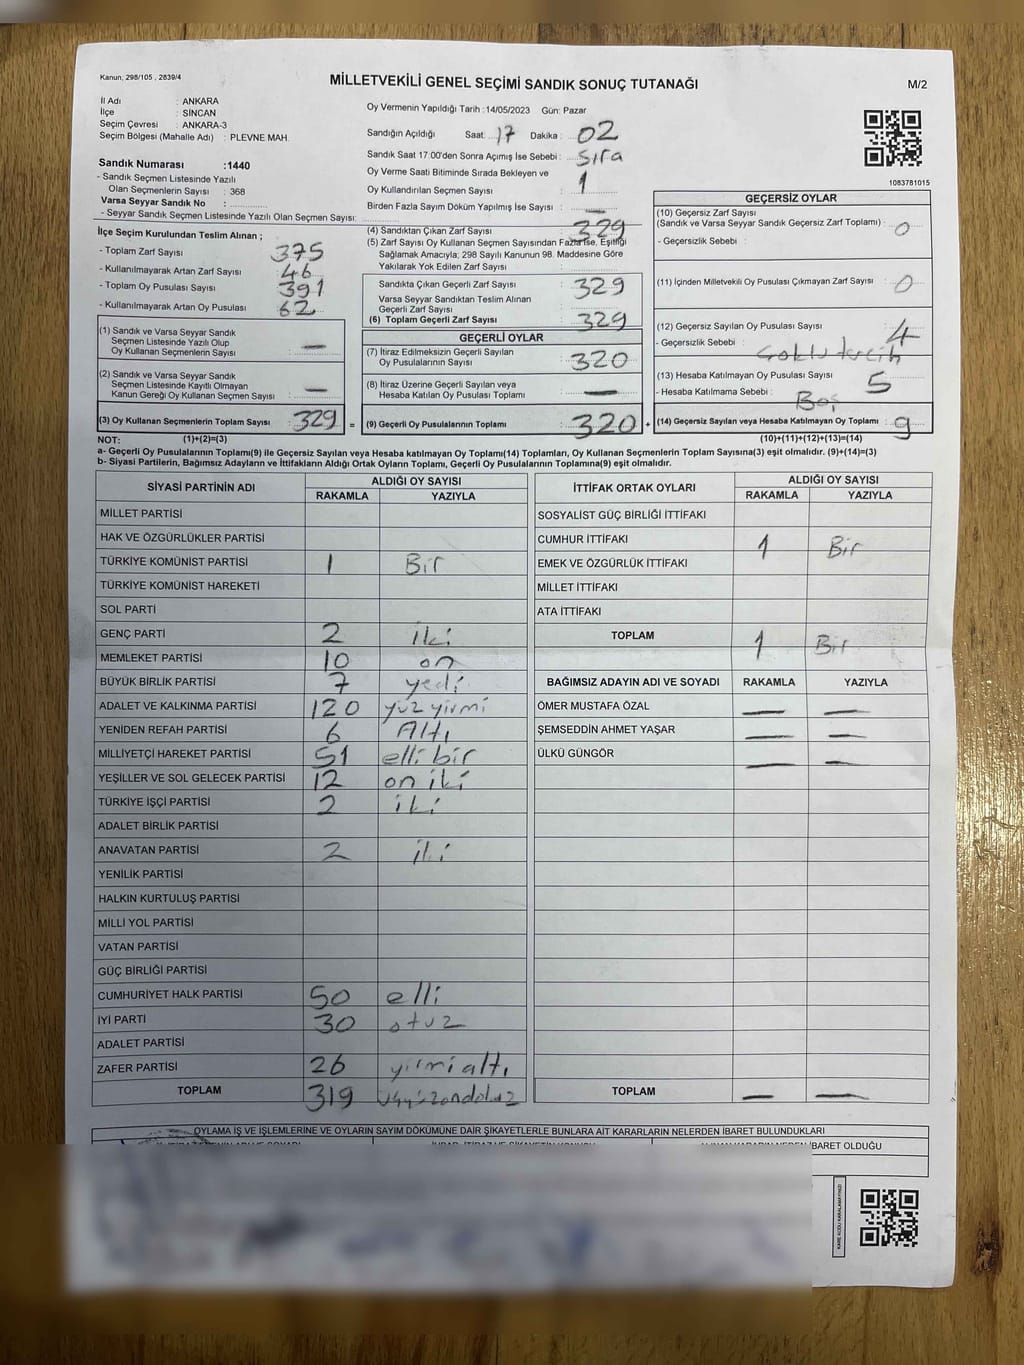 Kanun; 298/105 , 2839/4
MİLLETVEKİLİ GENEL SEÇİMİ SANDIK SONUÇ TUTANAĞI
M/2
İl Adı : ANKARA
İlçe : SİNCAN
Seçim Çevresi : ANKARA-3
Seçim Bölgesi (Mahalle Adı) : PLEVNE MAH.
Sandık Numarası :1440
- Sandık Seçmen Listesinde Yazılı
Olan Seçmenlerin Sayısı : 368
Varsa Seyyar Sandık No :
- Seyyar Sandık Seçmen Listesinde Yazılı Olan Seçmen Sayısı:
Oy Vermenin Yapıldığı Tarih :14/05/2023 Gün: Pazar
Sandığın Açıldığı Saat: 17 Dakika : 02
Sandık Saat 17:00'den Sonra Açımış İse Sebebi : Sıra
Oy Verme Saati Bitiminde Sırada Bekleyen ve
Oy Kullandırılan Seçmen Sayısı : 1
Birden Fazla Sayım Döküm Yapılmış İse Sayısı : —
1083781015
İlçe Seçim Kurulundan Teslim Alınan ;
- Toplam Zarf Sayısı : 375
- Kullanılmayarak Artan Zarf Sayısı : 46
- Toplam Oy Pusulası Sayısı : 391
- Kullanılmayarak Artan Oy Pusulası : 62
(1) Sandık ve Varsa Seyyar Sandık
Seçmen Listesinde Yazılı Olup
Oy Kullanan Seçmenlerin Sayısı : —
(2) Sandık ve Varsa Seyyar Sandık
Seçmen Listesinde Kayıtlı Olmayan
Kanun Gereği Oy Kullanan Seçmen Sayısı : —
(3) Oy Kullanan Seçmenlerin Toplam Sayısı : 329
(4) Sandıktan Çıkan Zarf Sayısı : 329
(5) Zarf Sayısı Oy Kullanan Seçmen Sayısından Fazla ise, Eşitliği
Sağlamak Amacıyla; 298 Sayılı Kanunun 98. Maddesine Göre
Yakılarak Yok Edilen Zarf Sayısı :
Sandıkta Çıkan Geçerli Zarf Sayısı : 329
Varsa Seyyar Sandıktan Teslim Alınan
Geçerli Zarf Sayısı :
(6) Toplam Geçerli Zarf Sayısı : 329
GEÇERLİ OYLAR
(7) İtiraz Edilmeksizin Geçerli Sayılan
Oy Pusulalarının Sayısı : 320
(8) İtiraz Üzerine Geçerli Sayılan veya
Hesaba Katılan Oy Pusulası Toplamı : —
= (9) Geçerli Oy Pusulalarının Toplamı : 320 +
GEÇERSİZ OYLAR
(10) Geçersiz Zarf Sayısı
(Sandık ve Varsa Seyyar Sandık Geçersiz Zarf Toplamı) : 0
- Geçersizlik Sebebi :
(11) İçinden Milletvekili Oy Pusulası Çıkmayan Zarf Sayısı : 0
(12) Geçersiz Sayılan Oy Pusulası Sayısı : 4
- Geçersizlik Sebebi : çoklu tercih
(13) Hesaba Katılmayan Oy Pusulası Sayısı : 5
- Hesaba Katılmama Sebebi : Boş
(14) Geçersiz Sayılan veya Hesaba Katılmayan Oy Toplamı : 9
NOT: (1)+(2)=(3) (10)+(11)+(12)+(13)=(14)
a- Geçerli Oy Pusulalarının Toplamı(9) ile Geçersiz Sayılan veya Hesaba katılmayan Oy Toplamı(14) Toplamları, Oy Kullanan Seçmenlerin Toplam Sayısına(3) eşit olmalıdır. (9)+(14)=(3)
b- Siyasi Partilerin, Bağımsız Adayların ve İttifakların Aldığı Ortak Oyların Toplamı, Geçerli Oy Pusulalarının Toplamına(9) eşit olmalıdır.
SİYASİ PARTİNİN ADI ALDIĞI OY SAYISI
RAKAMLA YAZIYLA
MİLLET PARTİSİ
HAK VE ÖZGÜRLÜKLER PARTİSİ
TÜRKİYE KOMÜNİST PARTİSİ 1 Bir
TÜRKİYE KOMÜNİST HAREKETİ
SOL PARTİ
GENÇ PARTİ 2 iki
MEMLEKET PARTİSİ 10 on
BÜYÜK BİRLİK PARTİSİ 7 yedi
ADALET VE KALKINMA PARTİSİ 120 yüz yirmi
YENİDEN REFAH PARTİSİ 6 Altı
MİLLİYETÇİ HAREKET PARTİSİ 51 elli bir
YEŞİLLER VE SOL GELECEK PARTİSİ 12 on iki
TÜRKİYE İŞÇİ PARTİSİ 2 iki
ADALET BİRLİK PARTİSİ
ANAVATAN PARTİSİ 2 iki
YENİLİK PARTİSİ
HALKIN KURTULUŞ PARTİSİ
MİLLİ YOL PARTİSİ
VATAN PARTİSİ
GÜÇ BİRLİĞİ PARTİSİ
CUMHURİYET HALK PARTİSİ 50 elli
İYİ PARTİ 30 otuz
ADALET PARTİSİ
ZAFER PARTİSİ 26 yirmi altı
TOPLAM 319 üçyüzondokuz
İTTİFAK ORTAK OYLARI ALDIĞI OY SAYISI
RAKAMLA YAZIYLA
SOSYALİST GÜÇ BİRLİĞİ İTTİFAKI
CUMHUR İTTİFAKI 1 Bir
EMEK VE ÖZGÜRLÜK İTTİFAKI
MİLLET İTTİFAKI
ATA İTTİFAKI
TOPLAM 1 Bir
BAĞIMSIZ ADAYIN ADI VE SOYADI RAKAMLA YAZIYLA
ÖMER MUSTAFA ÖZAL — —
ŞEMSEDDİN AHMET YAŞAR — —
ÜLKÜ GÜNGÖR — —
TOPLAM — —
OYLAMA İŞ VE İŞLEMLERİNE VE OYLARIN SAYIM DÖKÜMÜNE DAİR ŞİKAYETLERLE BUNLARA AİT KARARLARIN NELERDEN İBARET BULUNDUKLARI
İBARET OLDUĞU